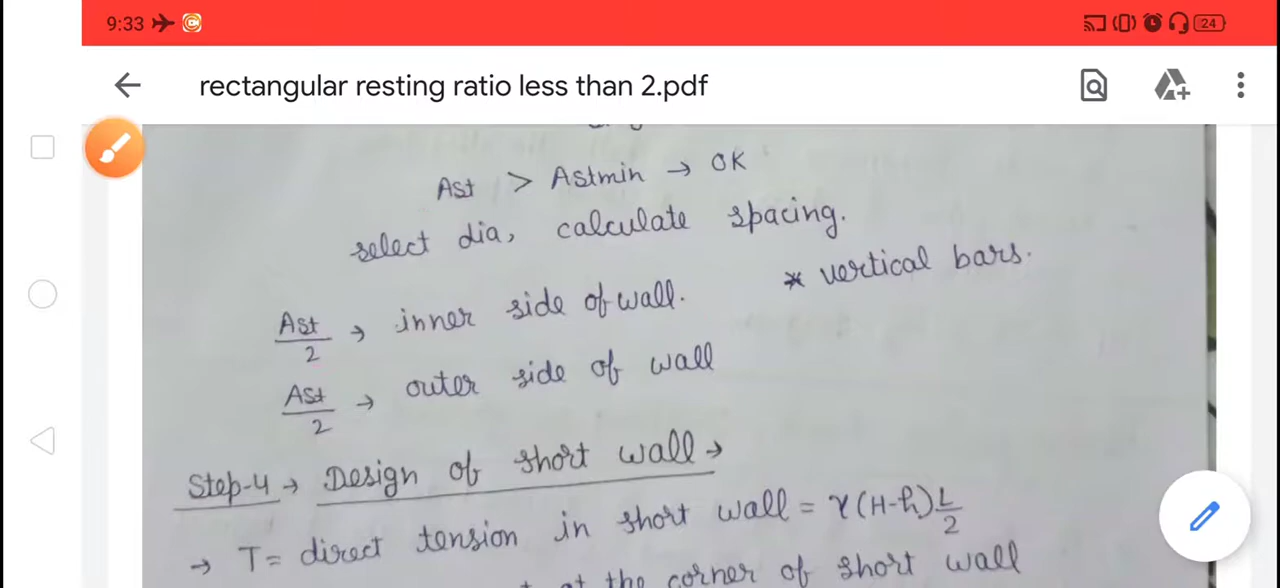 9:33
24
rectangular resting ratio less than 2.pdf
Ast > Astmin → OK
select dia, calculate spacing.
* vertical bars.
Ast/2 → inner side of wall.
Ast/2 → outer side of wall
Step-4 → Design of short wall →
→ T = direct tension in short wall = γ(H-h) L/2
at the corner of short wall